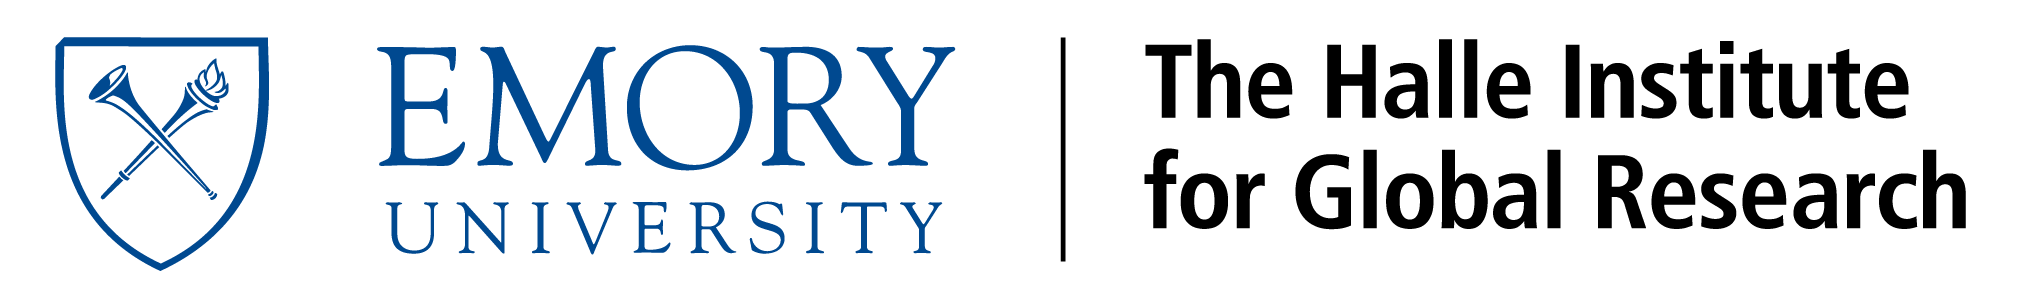 EMORY
UNIVERSITY
The Halle Institute
for Global Research